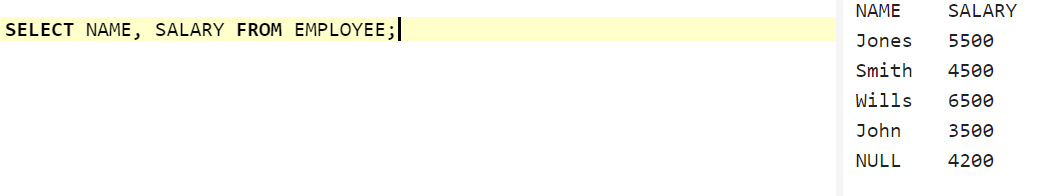 SELECT NAME, SALARY FROM EMPLOYEE;
NAME SALARY
Jones 5500
Smith 4500
Wills 6500
John 3500
NULL 4200